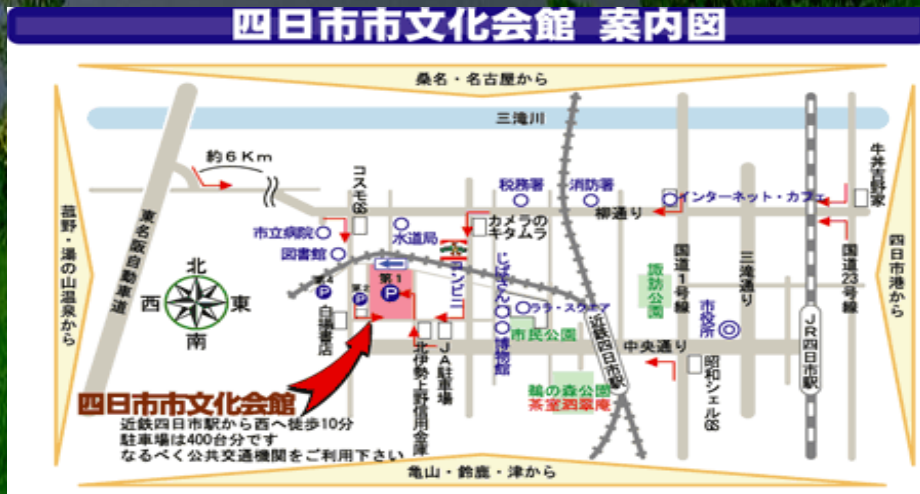 四日市市文化会館 案内図
桑名・名古屋から
三滝川
約6Km
コスモGS
税務署
消防署
インターネット・カフェ
牛丼吉野家
柳通り
市立病院
水道局
カメラのキタムラ
図書館
コンビニ
じばさん
博物館
ララ・スクエア
市民公園
諏訪公園
国道1号線
三滝通り
国道23号線
市役所
菰野・湯の山温泉から
東名阪自動車道
四日市港から
北
西
東
南
第4
P
第2
P
第1
P
白揚書店
北伊勢上野信用金庫
JA駐車場
近鉄四日市駅
中央通り
昭和シェルGS
JR四日市駅
鵜の森公園
茶室泗翠庵
四日市市文化会館
近鉄四日市駅から西へ徒歩10分
駐車場は400台分です
なるべく公共交通機関をご利用下さい
亀山・鈴鹿・津から